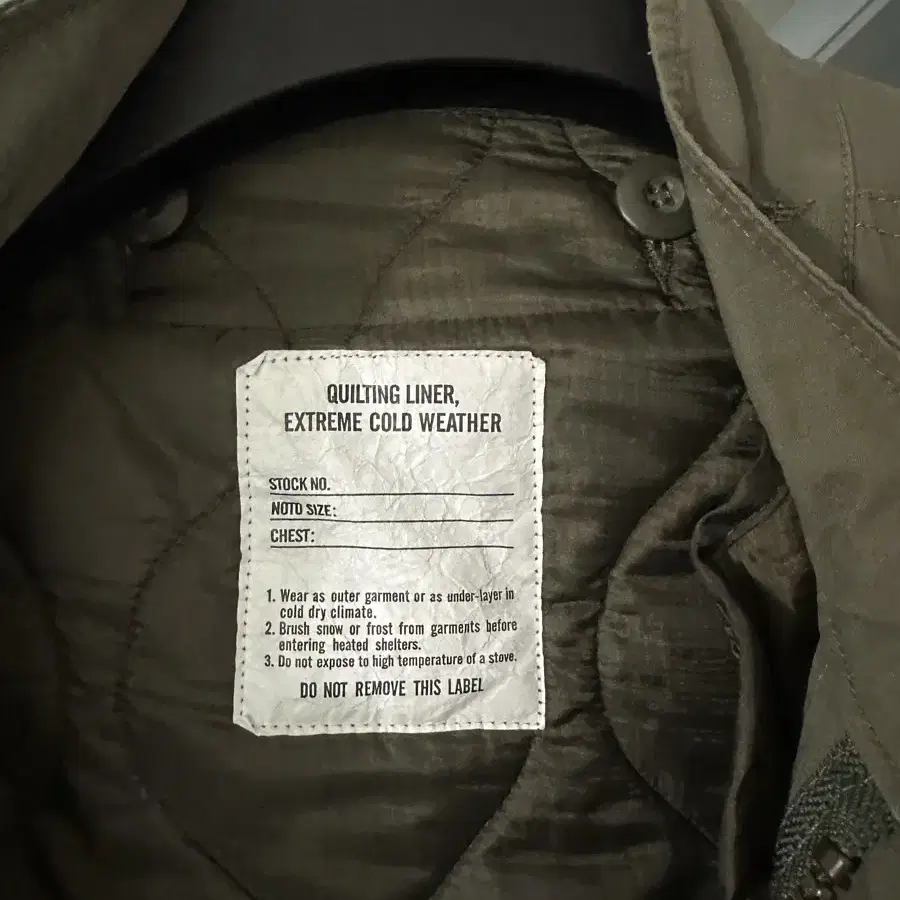 QUILTING LINER,
EXTREME COLD WEATHER
STOCK NO.
NOTD SIZE:
CHEST:
1. Wear as outer garment or as under-layer in
cold dry climate.
2. Brush snow or frost from garments before
entering heated shelters.
3. Do not expose to high temperature of a stove.
DO NOT REMOVE THIS LABEL